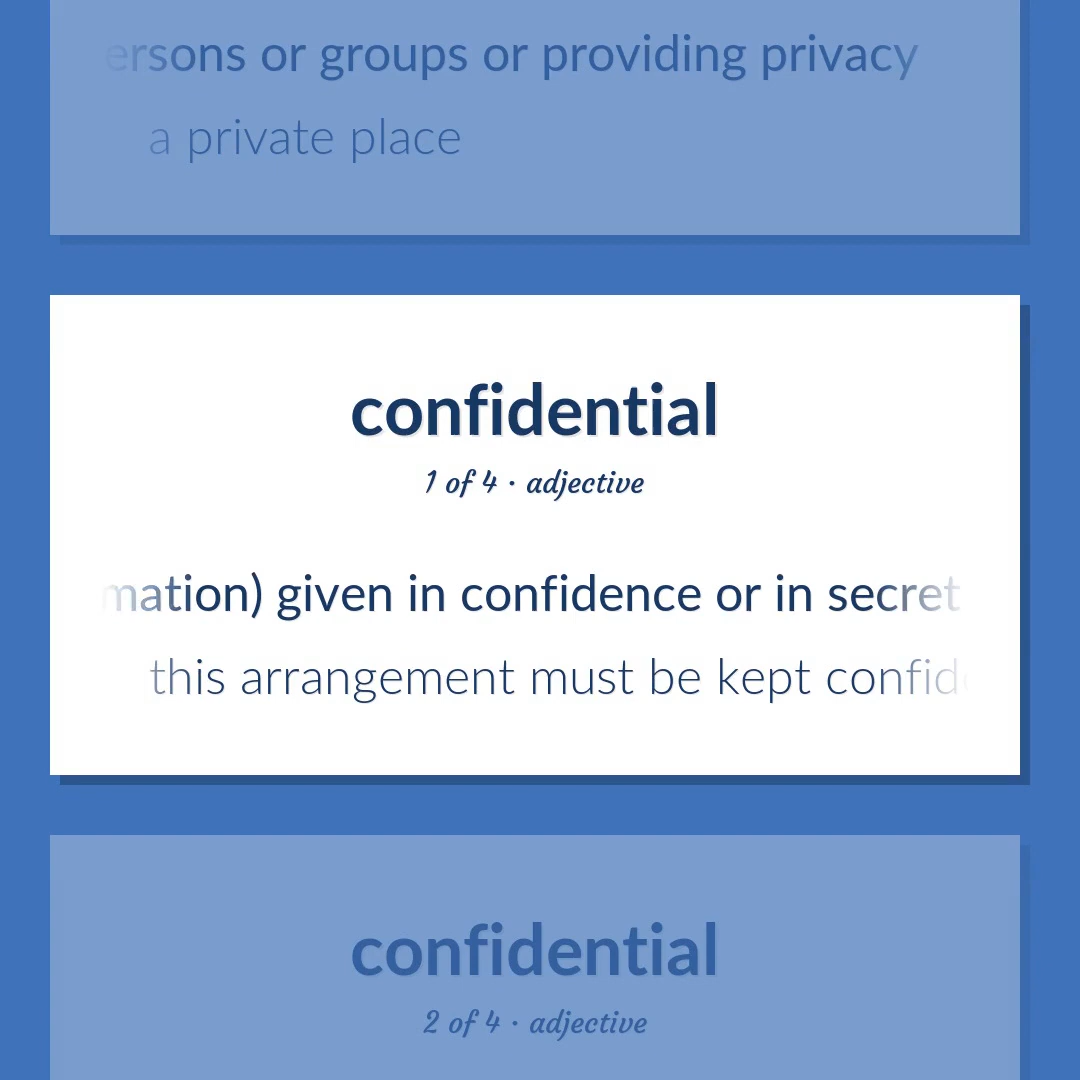 ersons or groups or providing privacy
a private place
confidential
1 of 4 · adjective
mation) given in confidence or in secret
this arrangement must be kept confid
confidential
2 of 4 · adjective